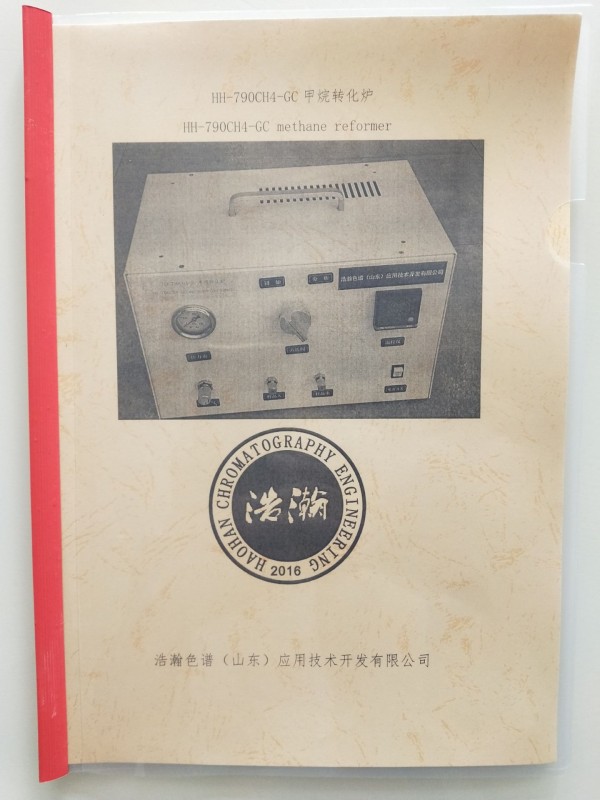 HH-790CH4-GC 甲烷转化炉
HH-790CH4-GC methane reformer
浩瀚色谱（山东）应用技术开发有限公司
HAOHAN CHROMATOGRAPHY ENGINEERING
浩瀚
2016
浩瀚色谱（山东）应用技术开发有限公司